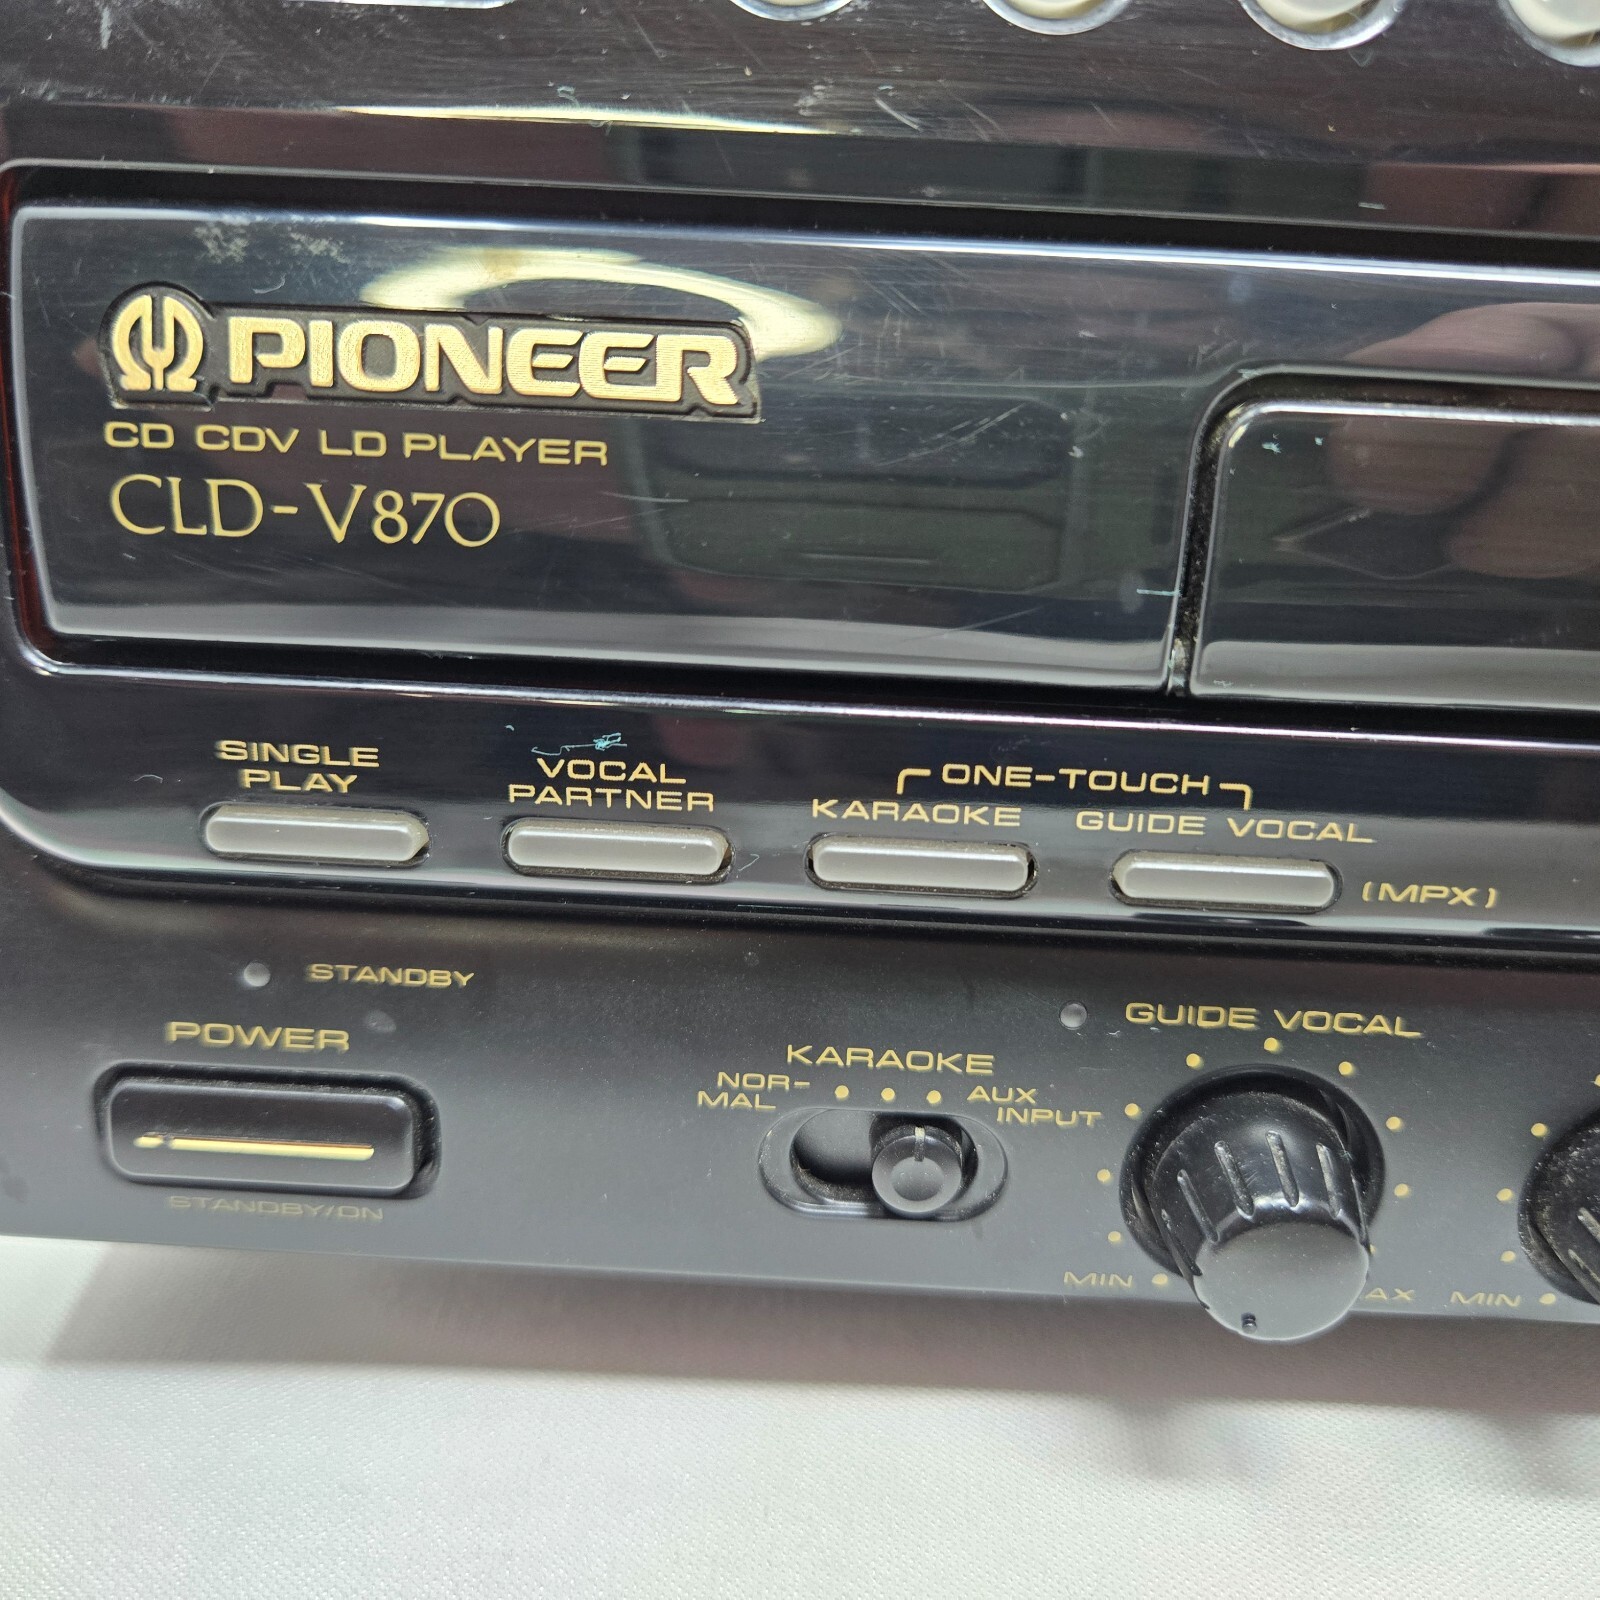 PIONEER
CD CDV LD PLAYER
CLD-V870
SINGLE
PLAY
VOCAL
PARTNER
ONE-TOUCH
KARAOKE
GUIDE VOCAL
(MPX)
STANDBY
POWER
STANDBY/ON
KARAOKE
NOR-
MAL
AUX
INPUT
GUIDE VOCAL
MIN
AX
MIN